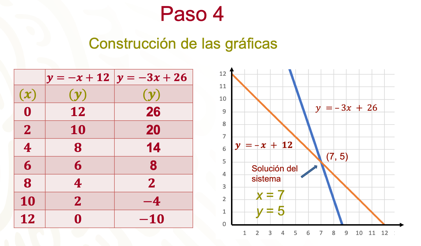 Paso 4
Construcción de las gráficas
y = −x + 12 y = −3x + 26
(x) (y) (y)
0 12 26
2 10 20
4 8 14
6 6 8
8 4 2
10 2 −4
12 0 −10
12
11
10
9
8
7
6
5
4
3
2
1
0
1 2 3 4 5 6 7 8 9 10 11 12
y = −3x + 26
y = −x + 12
(7, 5)
Solución del
sistema
x = 7
y = 5